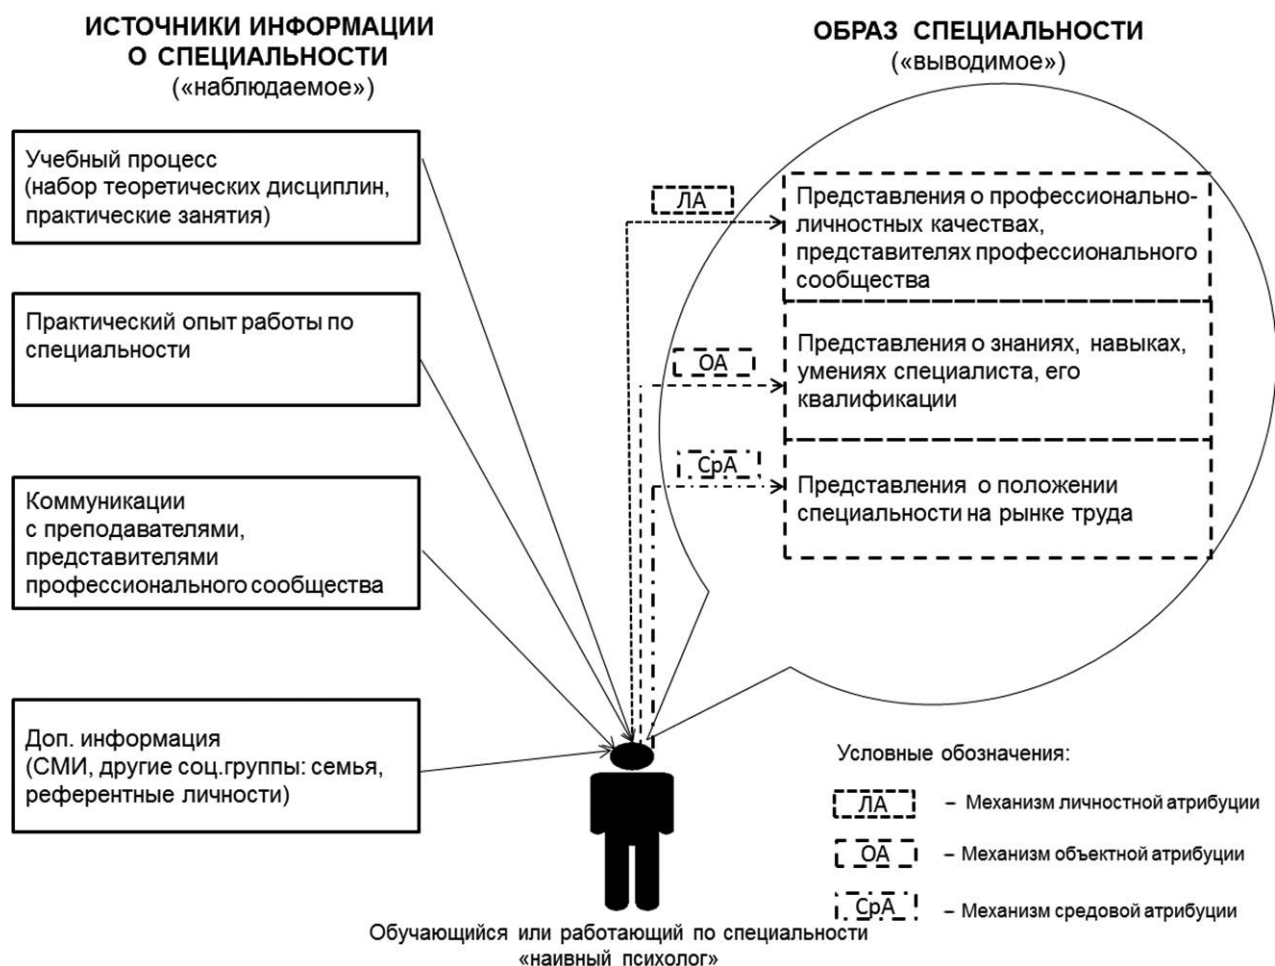 ИСТОЧНИКИ ИНФОРМАЦИИ
О СПЕЦИАЛЬНОСТИ
(«наблюдаемое»)
Учебный процесс
(набор теоретических дисциплин,
практические занятия)
Практический опыт работы по
специальности
Коммуникации
с преподавателями,
представителями
профессионального сообщества
Доп. информация
(СМИ, другие соц.группы: семья,
референтные личности)
ОБРАЗ СПЕЦИАЛЬНОСТИ
(«выводимое»)
ЛА
Представления о профессионально-
личностных качествах,
представителях профессионального
сообщества
ОА
Представления о знаниях, навыках,
умениях специалиста, его
квалификации
СрА
Представления о положении
специальности на рынке труда
Условные обозначения:
ЛА – Механизм личностной атрибуции
ОА – Механизм объектной атрибуции
СрА – Механизм средовой атрибуции
Обучающийся или работающий по специальности
«наивный психолог»